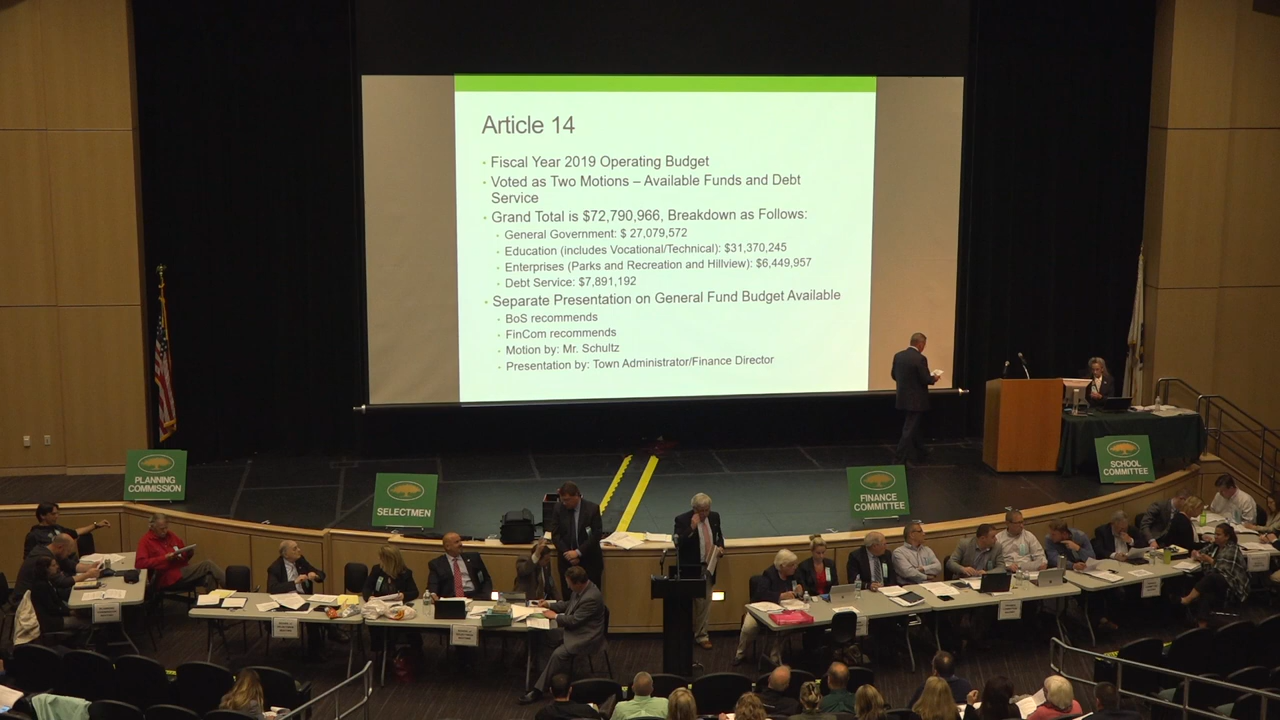 Article 14
Fiscal Year 2019 Operating Budget
Voted as Two Motions – Available Funds and Debt
Service
Grand Total is $72,790,966, Breakdown as Follows:
General Government: $ 27,079,572
Education (includes Vocational/Technical): $31,370,245
Enterprises (Parks and Recreation and Hillview): $6,449,957
Debt Service: $7,891,192
Separate Presentation on General Fund Budget Available
BoS recommends
FinCom recommends
Motion by: Mr. Schultz
Presentation by: Town Administrator/Finance Director
PLANNING
COMMISSION
SELECTMEN
FINANCE
COMMITTEE
SCHOOL
COMMITTEE